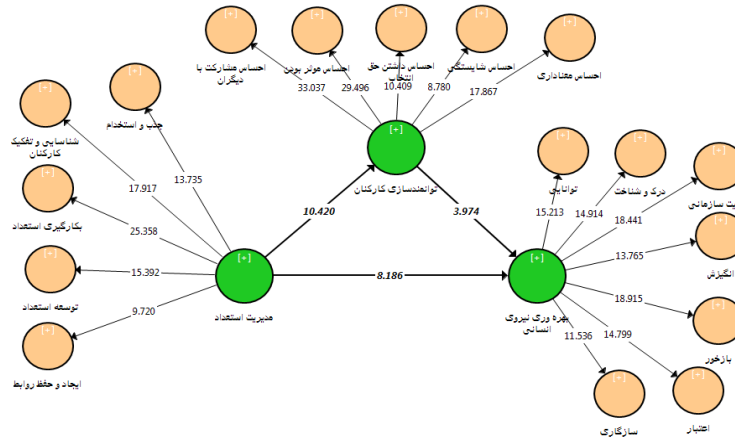 [+]
[+]
[+]
[+]
[+]
احساس مشارکت با
دیگران
احساس موثر بودن
احساس داشتن حق
انتخاب
احساس شایستگی
احساس معناداری
33.037
29.496
10.409
8.780
17.867
[+]
[+]
جذب و استخدام
شناسایی و تفکیک
کارکنان
[+]
توانمندسازی کارکنان
[+]
[+]
[+]
توانایی
درک و شناخت
یت سازمانی
17.917
13.735
[+]
بکارگیری استعداد
25.358
10.420
3.974
15.213
14.914
18.441
[+]
انگیزش
13.765
[+]
توسعه استعداد
15.392
[+]
مدیریت استعداد
8.186
[+]
بهره وری نیروی
انسانی
18.915
[+]
بازخور
9.720
[+]
ایجاد و حفظ روابط
11.536
14.799
[+]
سازگاری
[+]
اعتبار